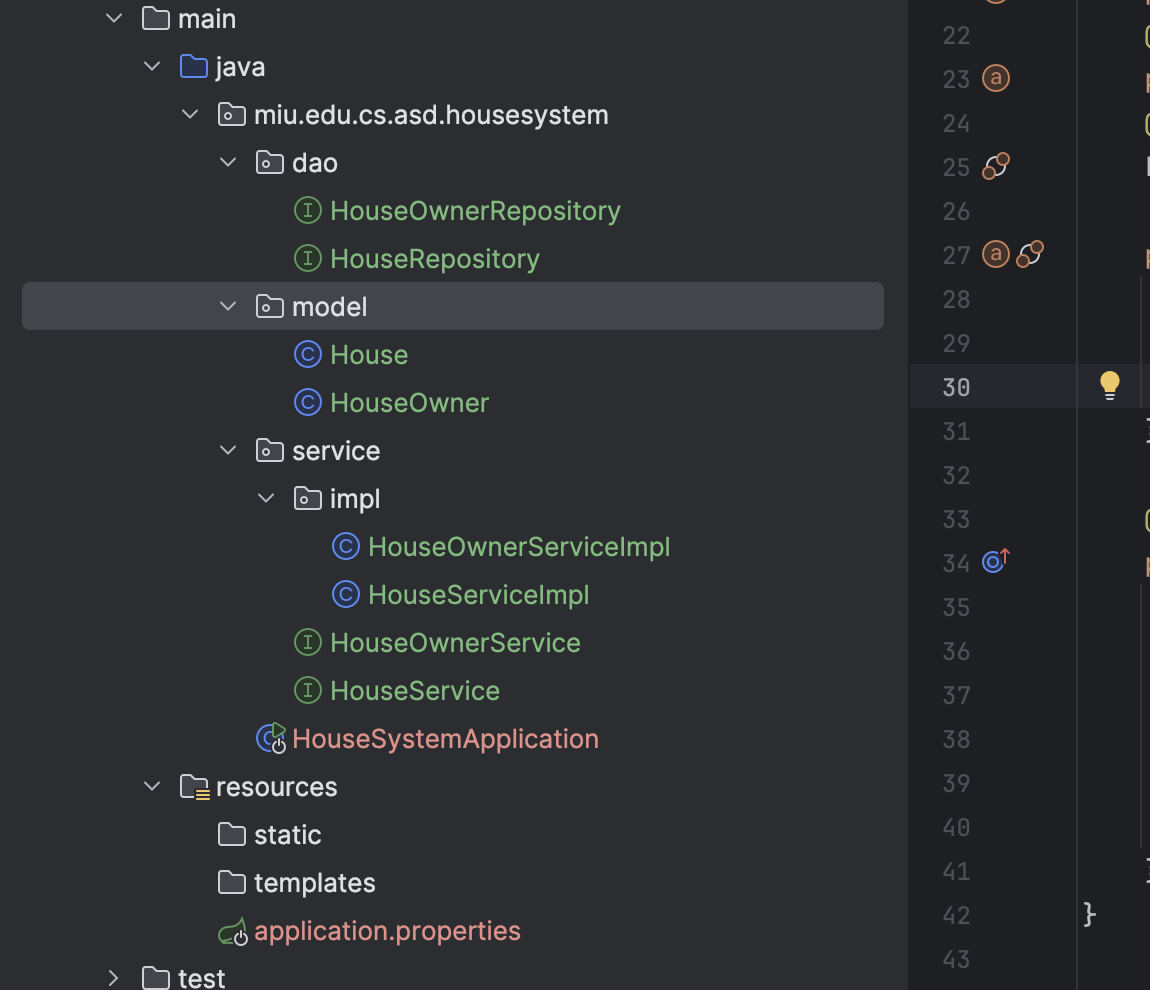 main
java
miu.edu.cs.asd.housesystem
dao
HouseOwnerRepository
HouseRepository
model
House
HouseOwner
service
impl
HouseOwnerServiceImpl
HouseServiceImpl
HouseOwnerService
HouseService
HouseSystemApplication
resources
static
templates
application.properties
test
22
23
24
25
26
27
28
29
30
31
32
33
34
35
36
37
38
39
40
41
42 }
43